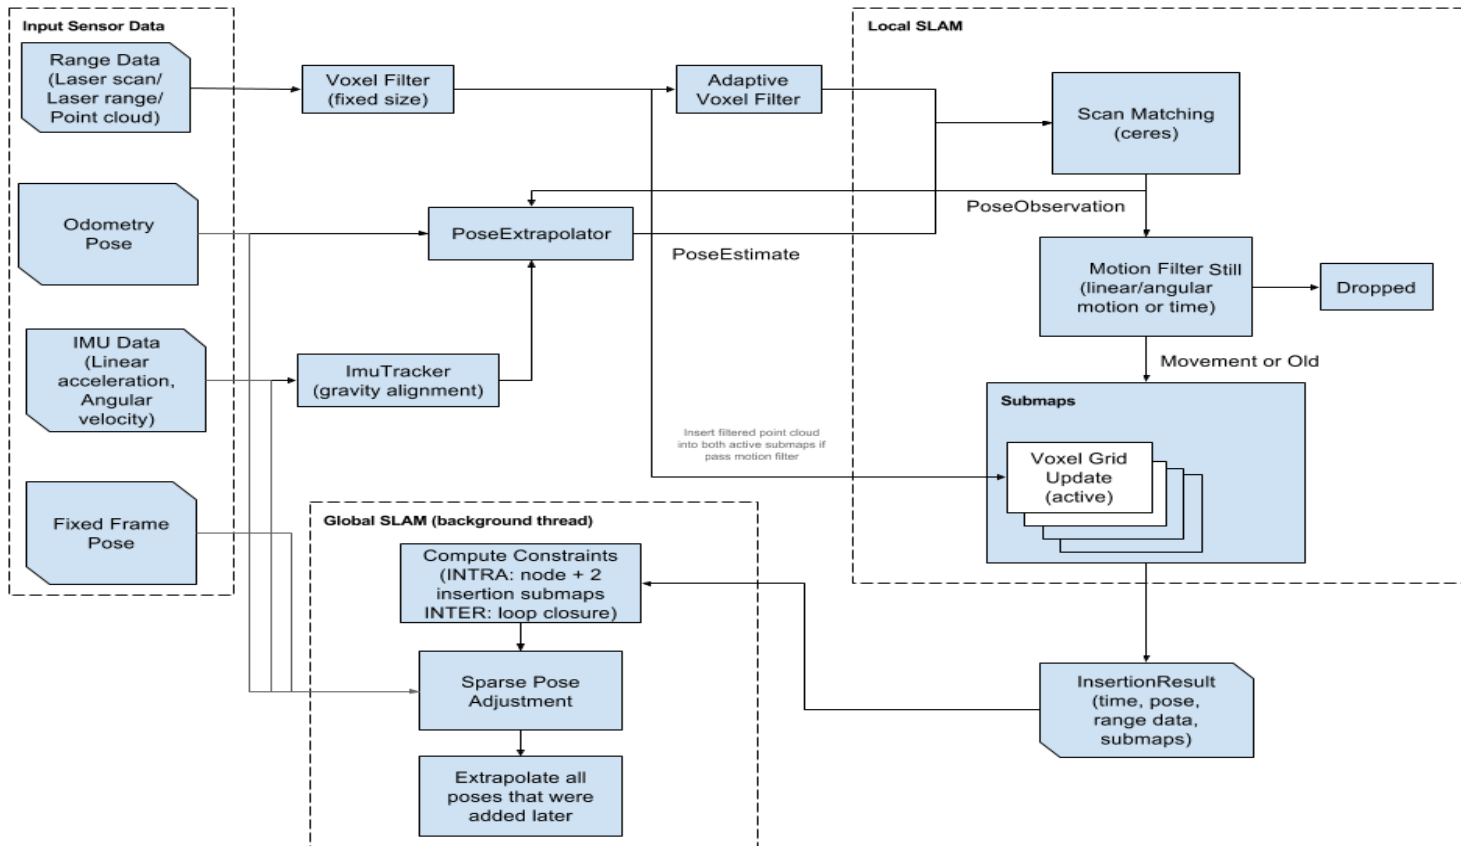 Input Sensor Data
Range Data
(Laser scan/
Laser range/
Point cloud)
Voxel Filter
(fixed size)
Adaptive
Voxel Filter
Local SLAM
Scan Matching
(ceres)
Odometry
Pose
PoseExtrapolator
PoseEstimate
PoseObservation
Motion Filter Still
(linear/angular
motion or time)
Dropped
IMU Data
(Linear
acceleration,
Angular
velocity)
ImuTracker
(gravity alignment)
Movement or Old
Submaps
Insert filtered point cloud
into both active submaps if
pass motion filter
Voxel Grid
Update
(active)
Fixed Frame
Pose
Global SLAM (background thread)
Compute Constraints
(INTRA: node + 2
insertion submaps
INTER: loop closure)
Sparse Pose
Adjustment
InsertionResult
(time, pose,
range data,
submaps)
Extrapolate all
poses that were
added later